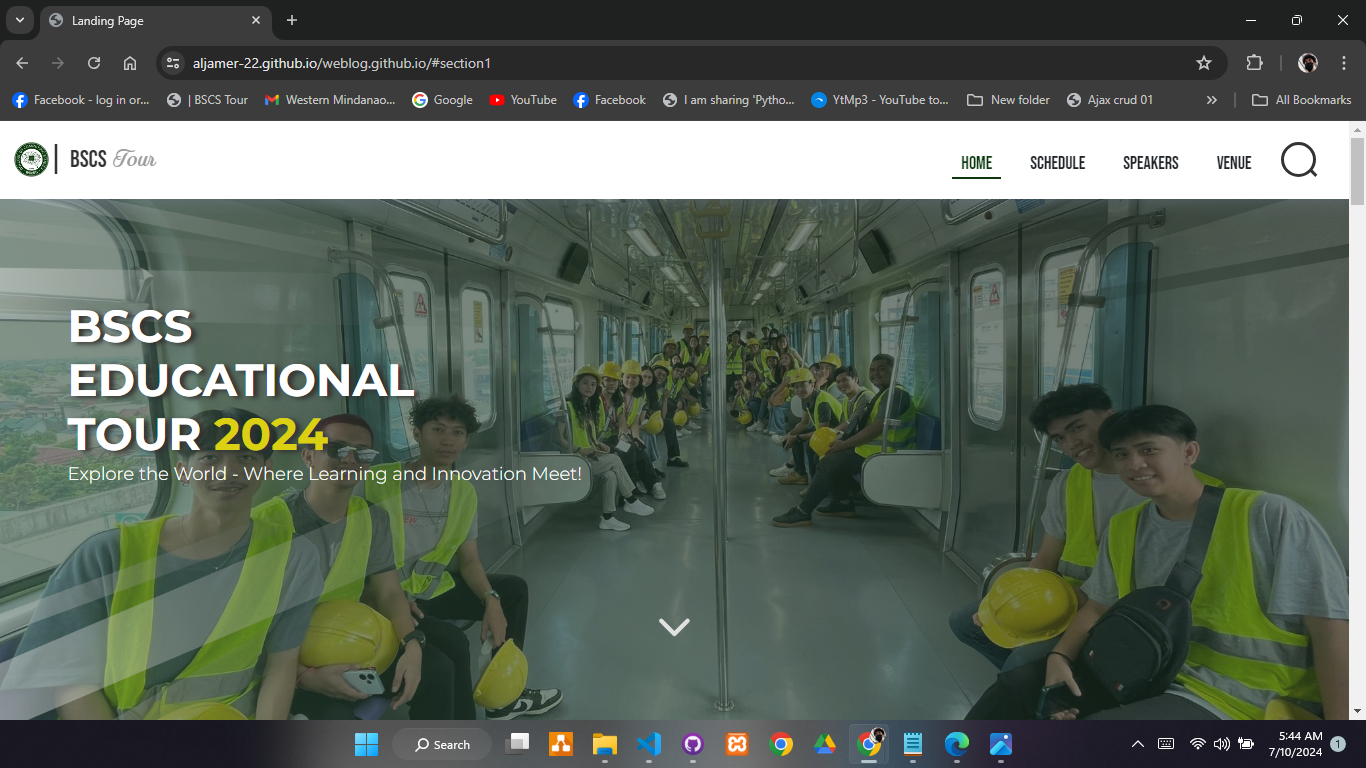 Landing Page
aljamer-22.github.io/weblog.github.io/#section1
Facebook - log in or...
| BSCS Tour
Western Mindanao...
Google
YouTube
Facebook
I am sharing 'Pytho...
YtMp3 - YouTube to...
New folder
Ajax crud 01
All Bookmarks
BSCS Tour
HOME
SCHEDULE
SPEAKERS
VENUE
BSCS
EDUCATIONAL
TOUR 2024
Explore the World - Where Learning and Innovation Meet!
Search
5:44 AM
7/10/2024
1